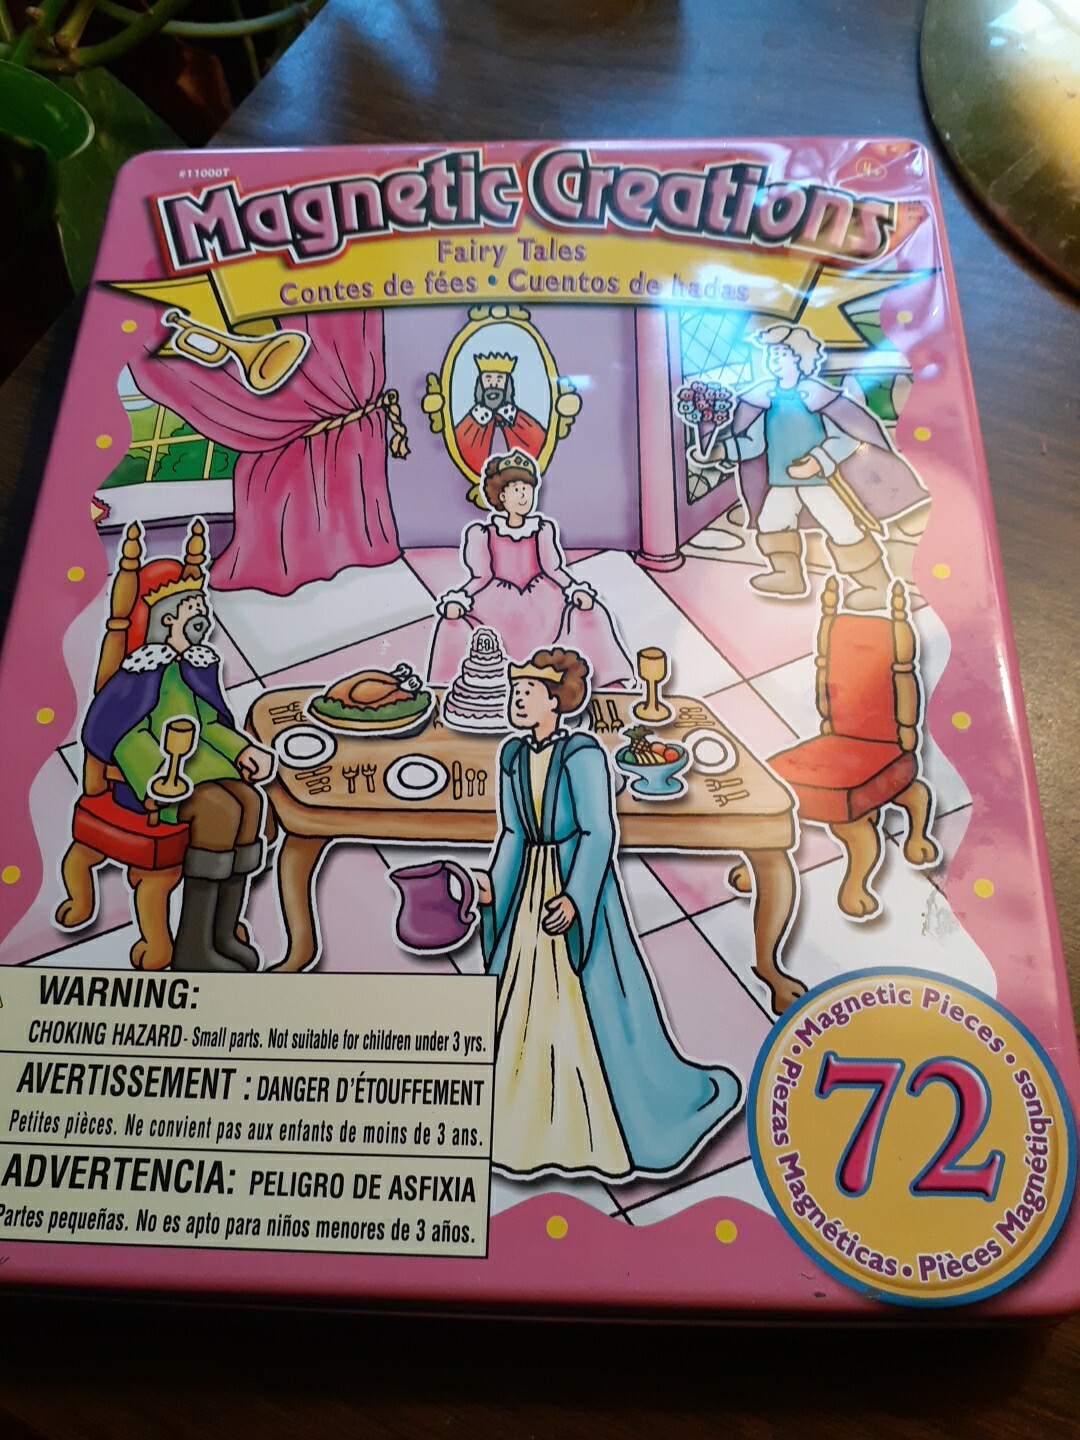 #11000T
Magnetic Creations
4+
Fairy Tales
Contes de fées • Cuentos de hadas
WARNING:
CHOKING HAZARD- Small parts. Not suitable for children under 3 yrs.
AVERTISSEMENT : DANGER D'ÉTOUFFEMENT
Petites pièces. Ne convient pas aux enfants de moins de 3 ans.
ADVERTENCIA: PELIGRO DE ASFIXIA
Partes pequeñas. No es apto para niños menores de 3 años.
• Magnetic Pieces •
72
Piezas Magnéticas • Pièces Magnétiques